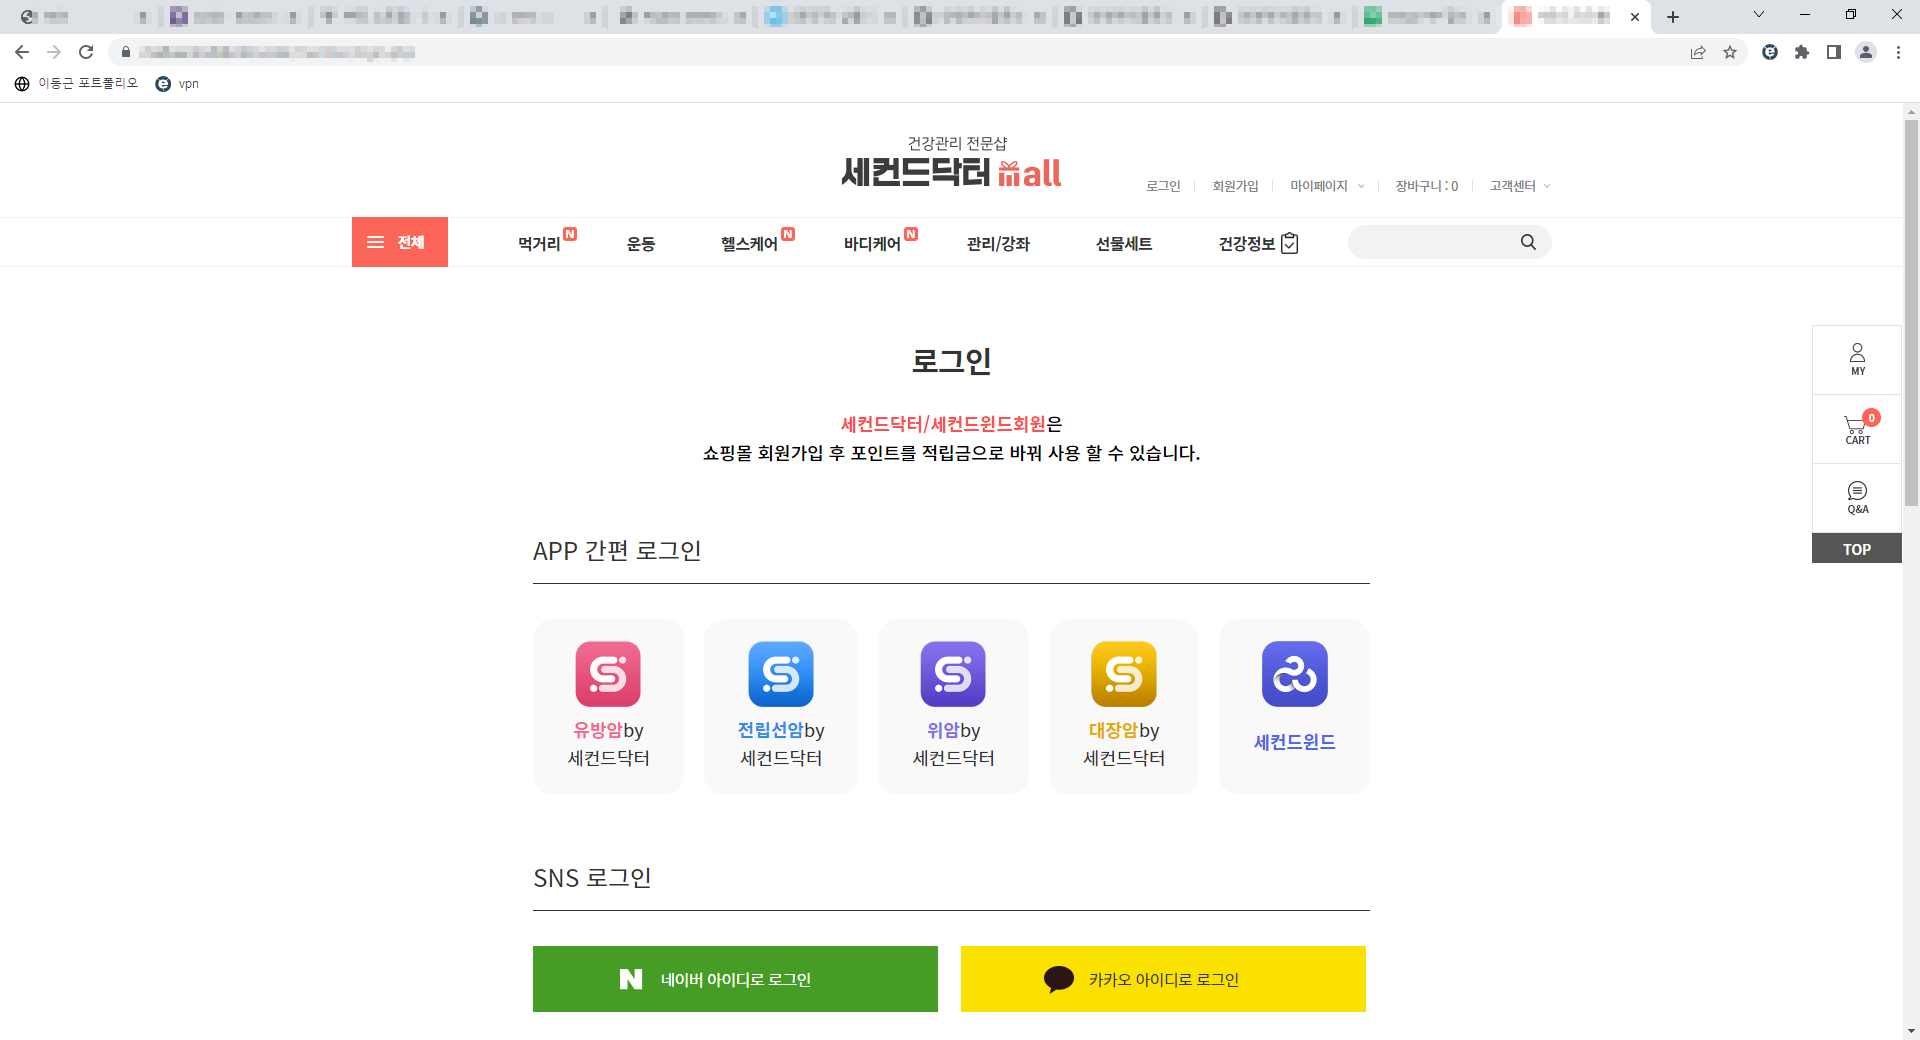 이동근 포트폴리오 vpn
건강관리 전문샵
세컨드닥터 mall
로그인 회원가입 마이페이지 장바구니 : 0 고객센터
전체 먹거리 N 운동 헬스케어 N 바디케어 N 관리/강좌 선물세트 건강정보
로그인
세컨드닥터/세컨드윈드회원은
쇼핑몰 회원가입 후 포인트를 적립금으로 바꿔 사용 할 수 있습니다.
MY
0
CART
Q&A
TOP
APP 간편 로그인
유방암by
세컨드닥터
전립선암by
세컨드닥터
위암by
세컨드닥터
대장암by
세컨드닥터
세컨드윈드
SNS 로그인
N 네이버 아이디로 로그인
카카오 아이디로 로그인